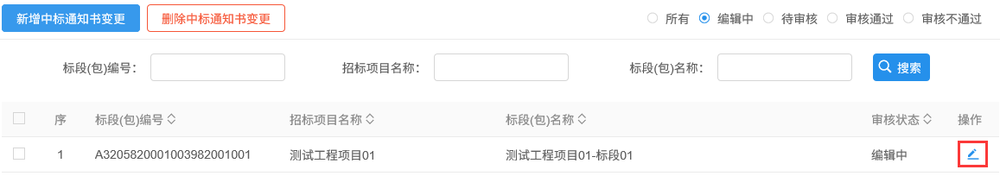 新增中标通知书变更 删除中标通知书变更 所有 编辑中 待审核 审核通过 审核不通过
标段(包)编号： 招标项目名称： 标段(包)名称： 搜索
序 标段(包)编号 招标项目名称 标段(包)名称 审核状态 操作
1 A3205820001003982001001 测试工程项目01 测试工程项目01-标段01 编辑中